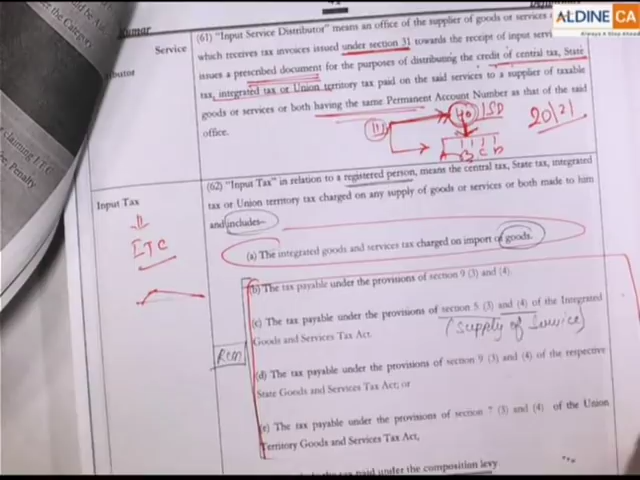 ALDINE CA
Always A Step Ahead
Kumar
the Category
claiming ITC
Penalty
Service
(61) "Input Service Distributor" means an office of the supplier of goods or services
which receives tax invoices issued under section 31 towards the receipt of input
issues a prescribed document for the purposes of distributing the credit of central tax, State
tax, integrated tax or Union territory tax paid on the said services to a supplier of taxable
goods or services or both having the same Permanent Account Number as that of the said
office.
HO ISD
20/21
A B C D
Input Tax
ITC
(62) "Input Tax" in relation to a registered person, means the central tax, State tax, integrated
tax or Union territory tax charged on any supply of goods or services or both made to him
and includes-
(a) The integrated goods and services tax charged on import of goods.
(b) The tax payable under the provisions of section 9 (3) and (4).
(c) The tax payable under the provisions of section 5 (3) and (4) of the Integrated
Goods and Services Tax Act.
(Supply of Service)
RCM
(d) The tax payable under the provisions of section 9 (3) and (4) of the respective
State Goods and Services Tax Act; or
(e) The tax payable under the provisions of section 7 (3) and (4) of the Union
Territory Goods and Services Tax Act,
the tax paid under the composition levy